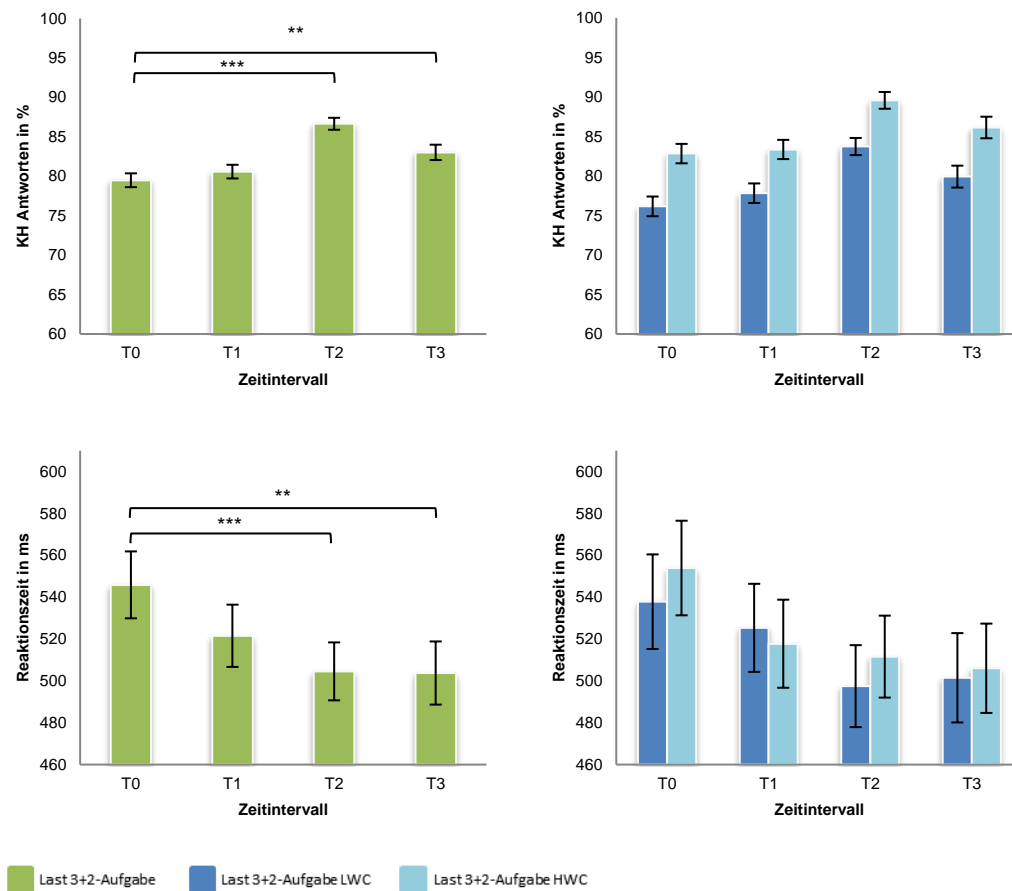 100
95
90
85
80
75
70
65
60
KH Antworten in %
**
***
T0 T1 T2 T3
Zeitintervall
100
95
90
85
80
75
70
65
60
KH Antworten in %
T0 T1 T2 T3
Zeitintervall
600
580
560
540
520
500
480
460
Reaktionszeit in ms
**
***
T0 T1 T2 T3
Zeitintervall
600
580
560
540
520
500
480
460
Reaktionszeit in ms
T0 T1 T2 T3
Zeitintervall
Last 3+2-Aufgabe Last 3+2-Aufgabe LWC Last 3+2-Aufgabe HWC